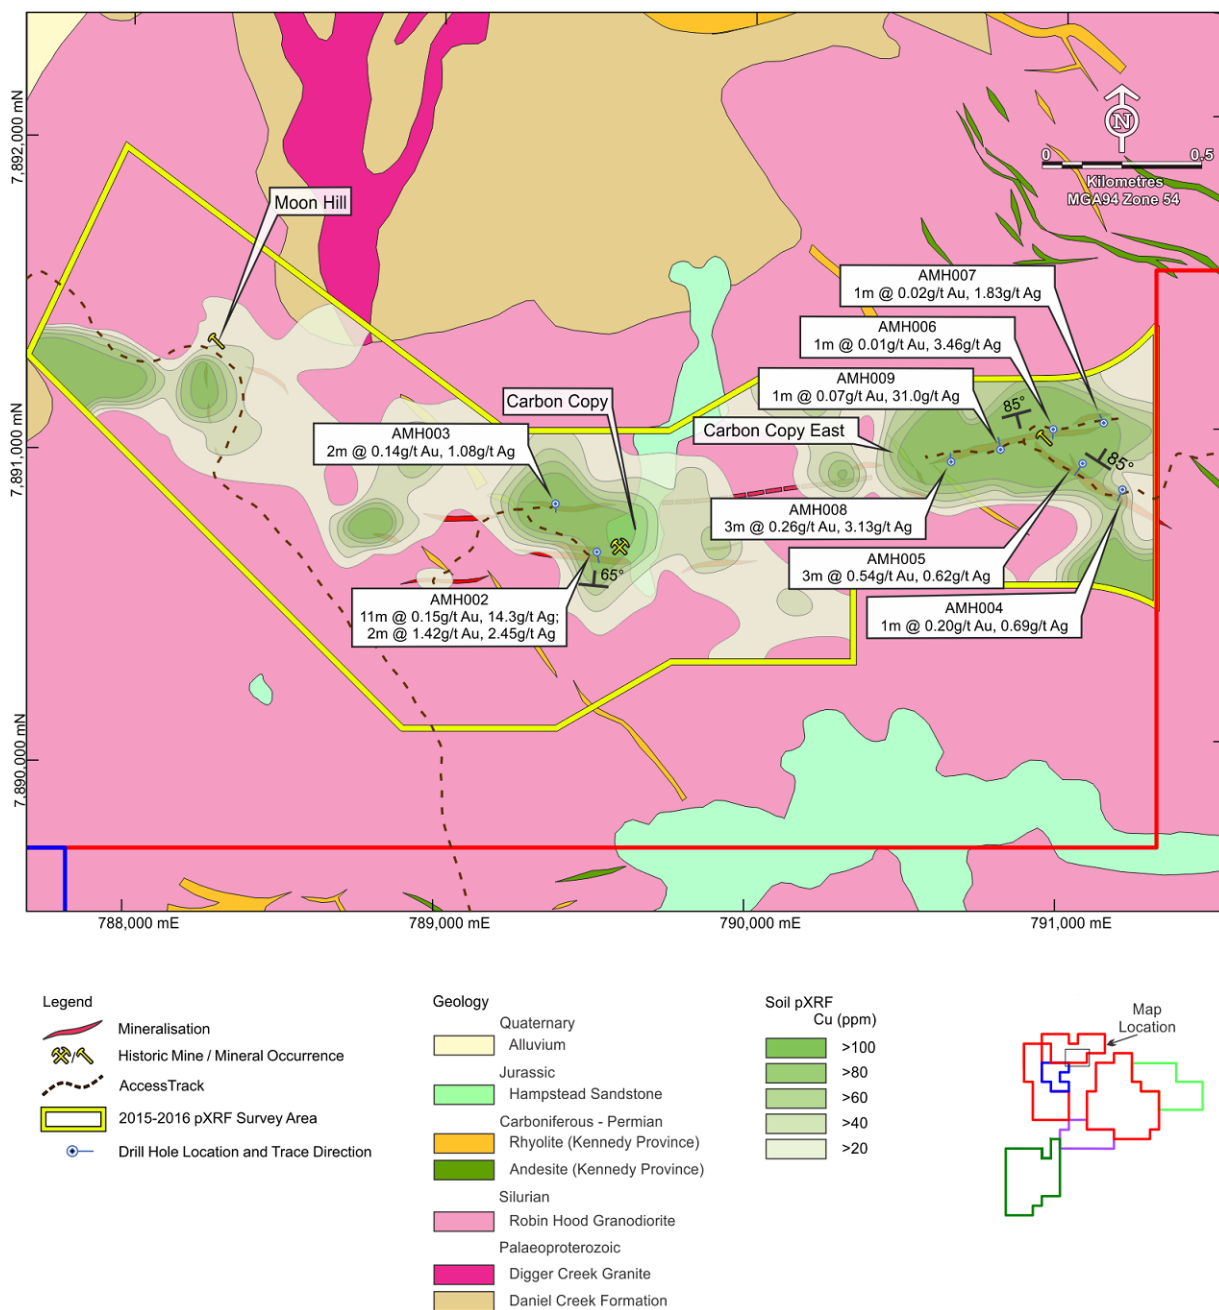 7,892,000 mN
7,891,000 mN
7,890,000 mN
N
0 0.5
Kilometres
MGA94 Zone 54
Moon Hill
AMH007
1m @ 0.02g/t Au, 1.83g/t Ag
AMH006
1m @ 0.01g/t Au, 3.46g/t Ag
AMH009
1m @ 0.07g/t Au, 31.0g/t Ag
Carbon Copy
85°
Carbon Copy East
AMH003
2m @ 0.14g/t Au, 1.08g/t Ag
85°
AMH008
3m @ 0.26g/t Au, 3.13g/t Ag
AMH005
3m @ 0.54g/t Au, 0.62g/t Ag
65°
AMH002
11m @ 0.15g/t Au, 14.3g/t Ag;
2m @ 1.42g/t Au, 2.45g/t Ag
AMH004
1m @ 0.20g/t Au, 0.69g/t Ag
788,000 mE
789,000 mE
790,000 mE
791,000 mE
Legend
Mineralisation
Historic Mine / Mineral Occurrence
AccessTrack
2015-2016 pXRF Survey Area
Drill Hole Location and Trace Direction
Geology
Quaternary
Alluvium
Jurassic
Hampstead Sandstone
Carboniferous - Permian
Rhyolite (Kennedy Province)
Andesite (Kennedy Province)
Silurian
Robin Hood Granodiorite
Palaeoproterozoic
Digger Creek Granite
Daniel Creek Formation
Soil pXRF
Cu (ppm)
>100
>80
>60
>40
>20
Map
Location